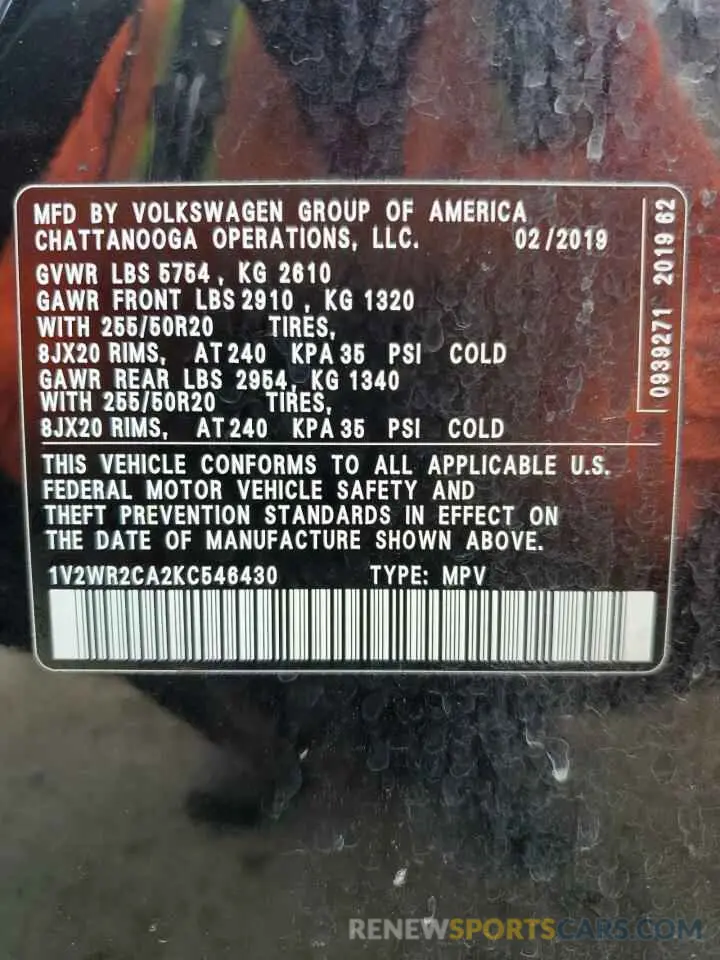 MFD BY VOLKSWAGEN GROUP OF AMERICA
CHATTANOOGA OPERATIONS, LLC. 02/2019
GVWR LBS 5754, KG 2610
GAWR FRONT LBS 2910, KG 1320
WITH 255/50R20 TIRES,
8JX20 RIMS, AT 240 KPA 35 PSI COLD
GAWR REAR LBS 2954, KG 1340
WITH 255/50R20 TIRES,
8JX20 RIMS, AT 240 KPA 35 PSI COLD
0939271 2019 62
THIS VEHICLE CONFORMS TO ALL APPLICABLE U.S.
FEDERAL MOTOR VEHICLE SAFETY AND
THEFT PREVENTION STANDARDS IN EFFECT ON
THE DATE OF MANUFACTURE SHOWN ABOVE.
1V2WR2CA2KC546430 TYPE: MPV
RENEWSPORTSCARS.COM